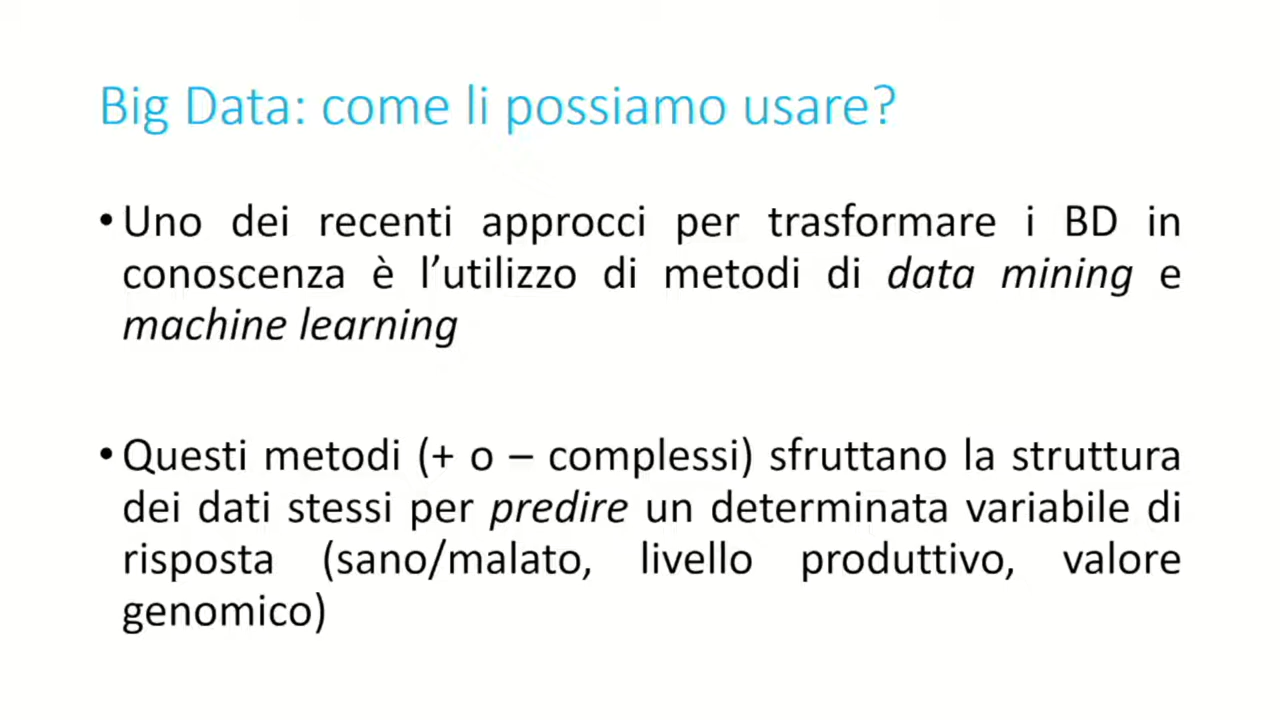 Big Data: come li possiamo usare?
•Uno dei recenti approcci per trasformare i BD in
conoscenza è l’utilizzo di metodi di data mining e
machine learning
•Questi metodi (+ o – complessi) sfruttano la struttura
dei dati stessi per predire un determinata variabile di
risposta (sano/malato, livello produttivo, valore
genomico)